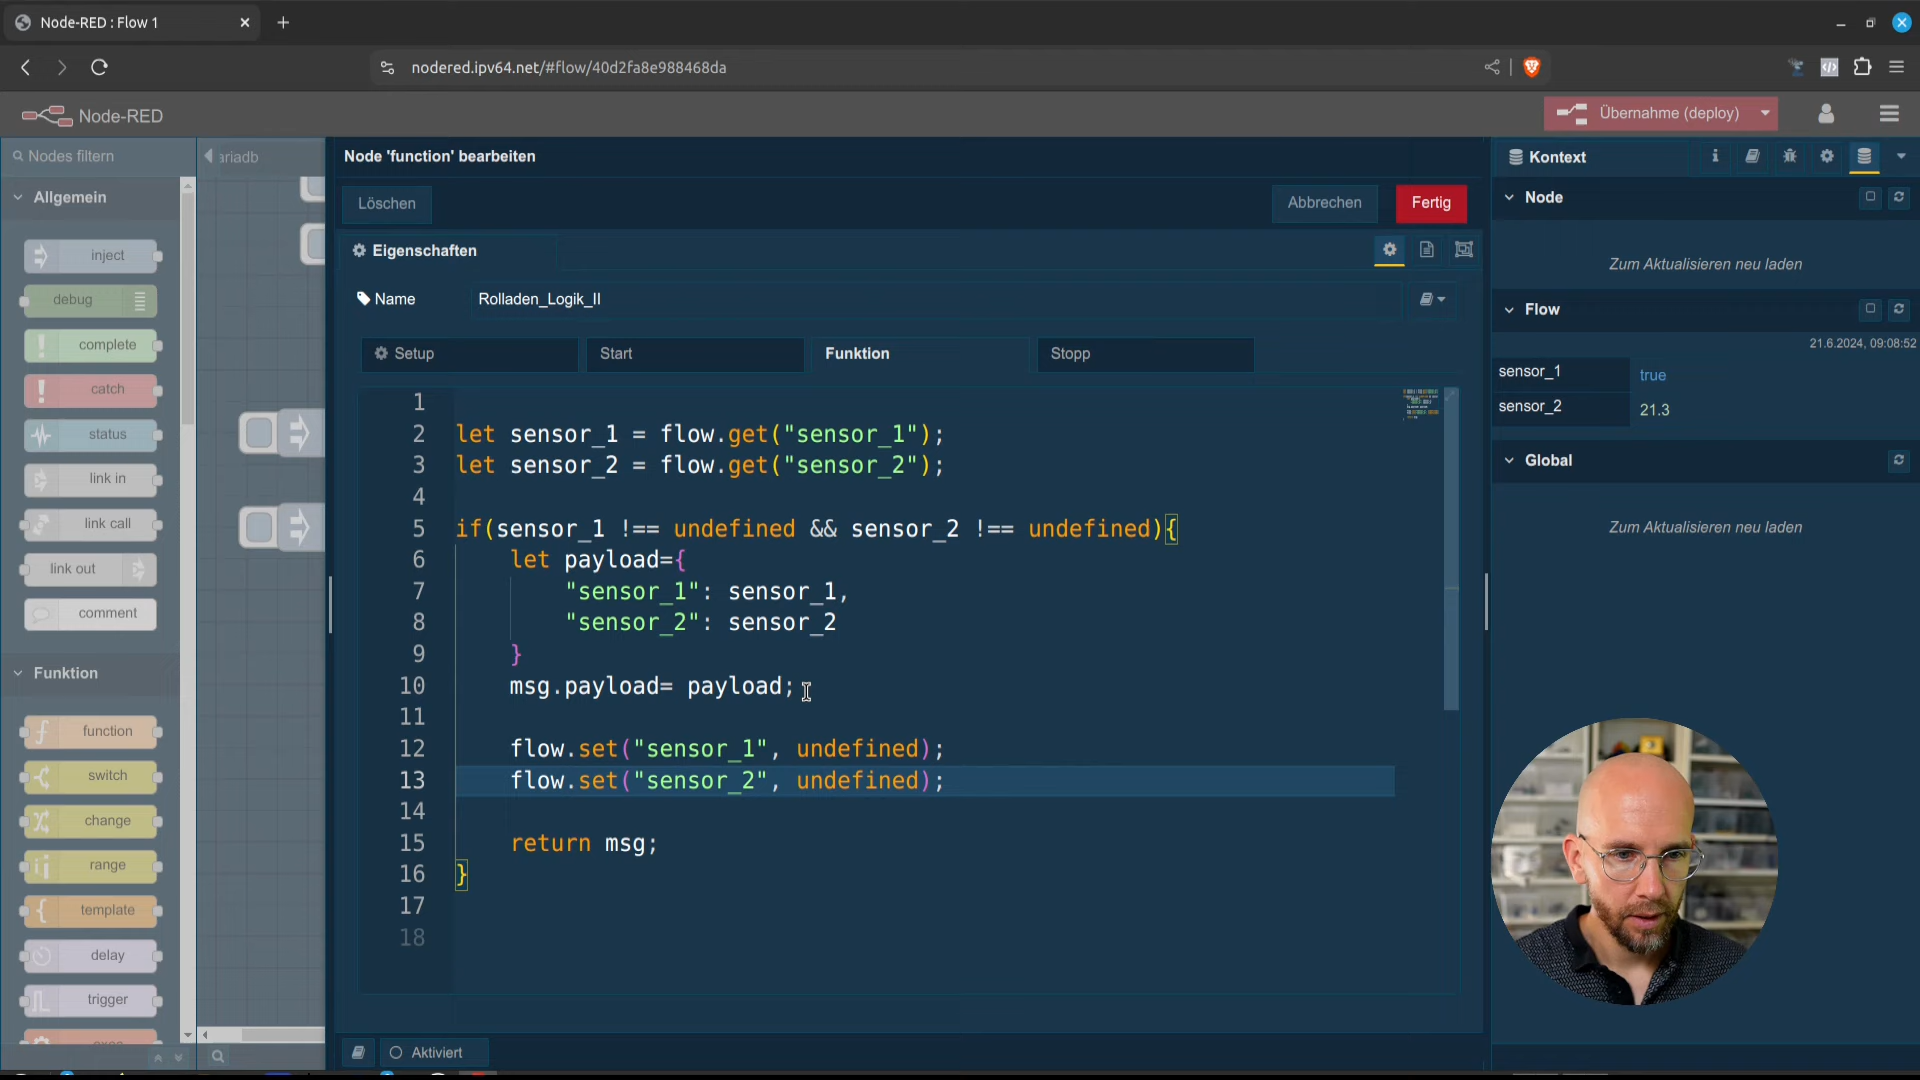 Node-RED : Flow 1
nodered.ipv64.net/#flow/40d2fa8e988468da
Node-RED
Übernahme (deploy)
Nodes filtern
Allgemein
inject
debug
complete
catch
status
link in
link call
link out
comment
Funktion
function
switch
change
range
template
delay
trigger
exec
ariadb
Node 'function' bearbeiten
Löschen
Abbrechen
Fertig
Eigenschaften
Name
Rolladen_Logik_II
Setup
Start
Funktion
Stopp
1
2 let sensor_1 = flow.get("sensor_1");
3 let sensor_2 = flow.get("sensor_2");
4
5 if(sensor_1 !== undefined && sensor_2 !== undefined){
6 let payload={
7 "sensor_1": sensor_1,
8 "sensor_2": sensor_2
9 }
10 msg.payload= payload;
11
12 flow.set("sensor_1", undefined);
13 flow.set("sensor_2", undefined);
14
15 return msg;
16 }
17
18
Aktiviert
Kontext
Node
Zum Aktualisieren neu laden
Flow
21.6.2024, 09:08:52
sensor_1 true
sensor_2 21.3
Global
Zum Aktualisieren neu laden